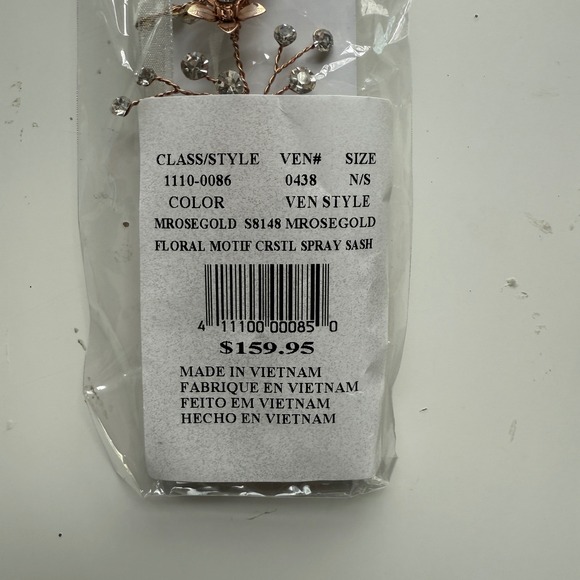 CLASS/STYLE VEN# SIZE
1110-0086 0438 N/S
COLOR VEN STYLE
MROSEGOLD S8148 MROSEGOLD
FLORAL MOTIF CRSTL SPRAY SASH
4 11100 00085 0
$159.95
MADE IN VIETNAM
FABRIQUE EN VIETNAM
FEITO EM VIETNAM
HECHO EN VIETNAM